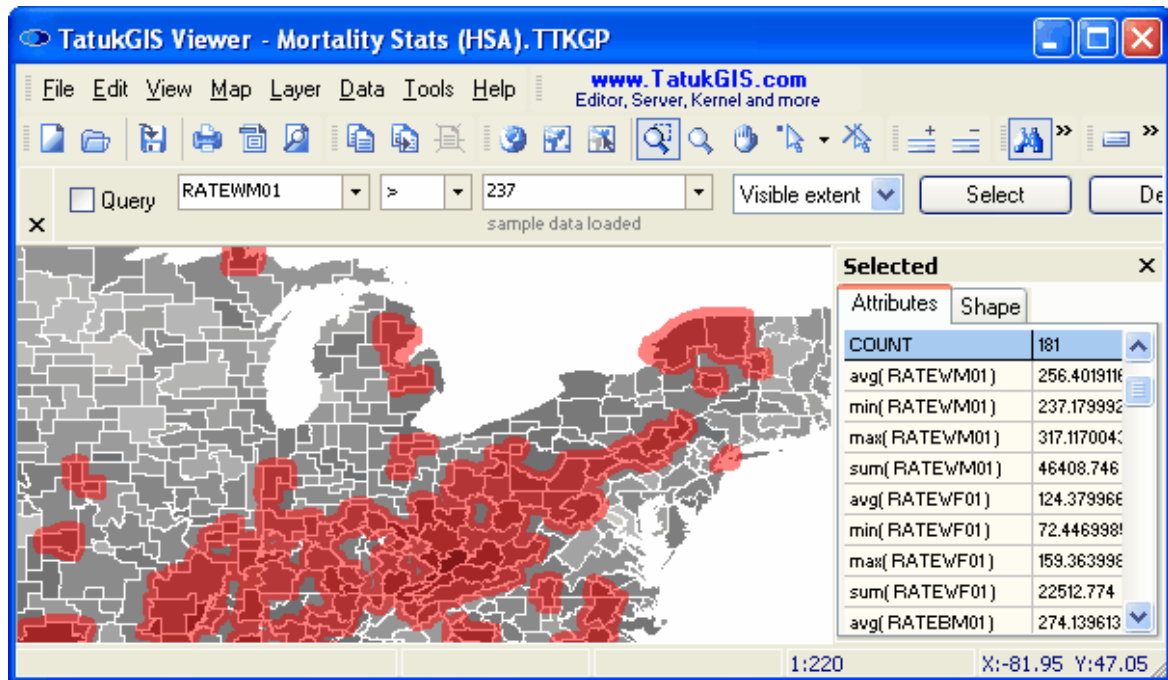 TatukGIS Viewer - Mortality Stats (HSA).TTKGP
File Edit View Map Layer Data Tools Help
www.TatukGIS.com
Editor, Server, Kernel and more
Query RATEWM01 > 237 Visible extent Select De
sample data loaded
Selected
Attributes Shape
COUNT 181
avg( RATEWM01) 256.4019116
min( RATEWM01) 237.179992
max( RATEWM01) 317.117004
sum( RATEWM01) 46408.746
avg( RATEWF01) 124.379966
min( RATEWF01) 72.446998
max( RATEWF01) 159.363998
sum( RATEWF01) 22512.774
avg( RATEBM01) 274.139613
1:220 X:-81.95 Y:47.05